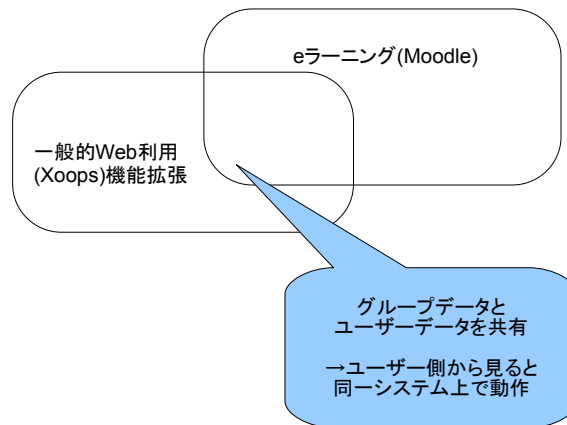 eラーニング(Moodle)
一般的Web利用
(Xoops)機能拡張
グループデータと
ユーザーデータを共有
→ユーザー側から見ると
同一システム上で動作